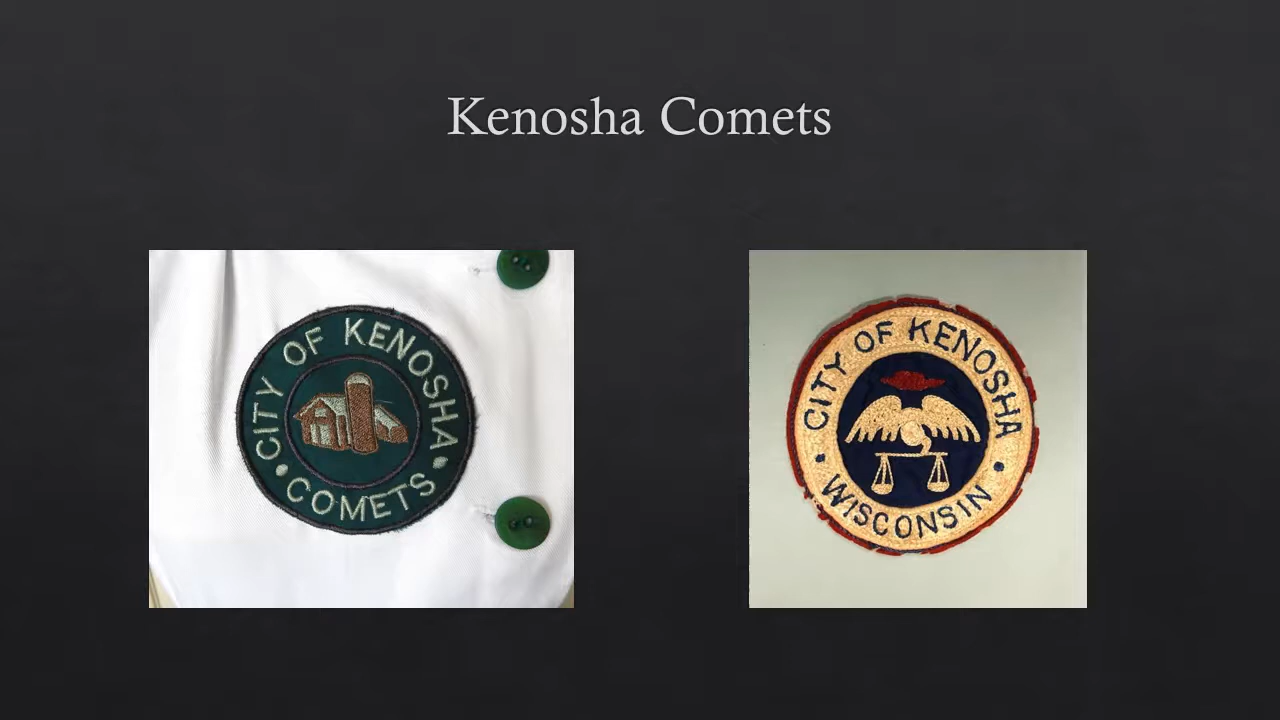 Kenosha Comets
CITY OF KENOSHA
COMETS
CITY OF KENOSHA
WISCONSIN